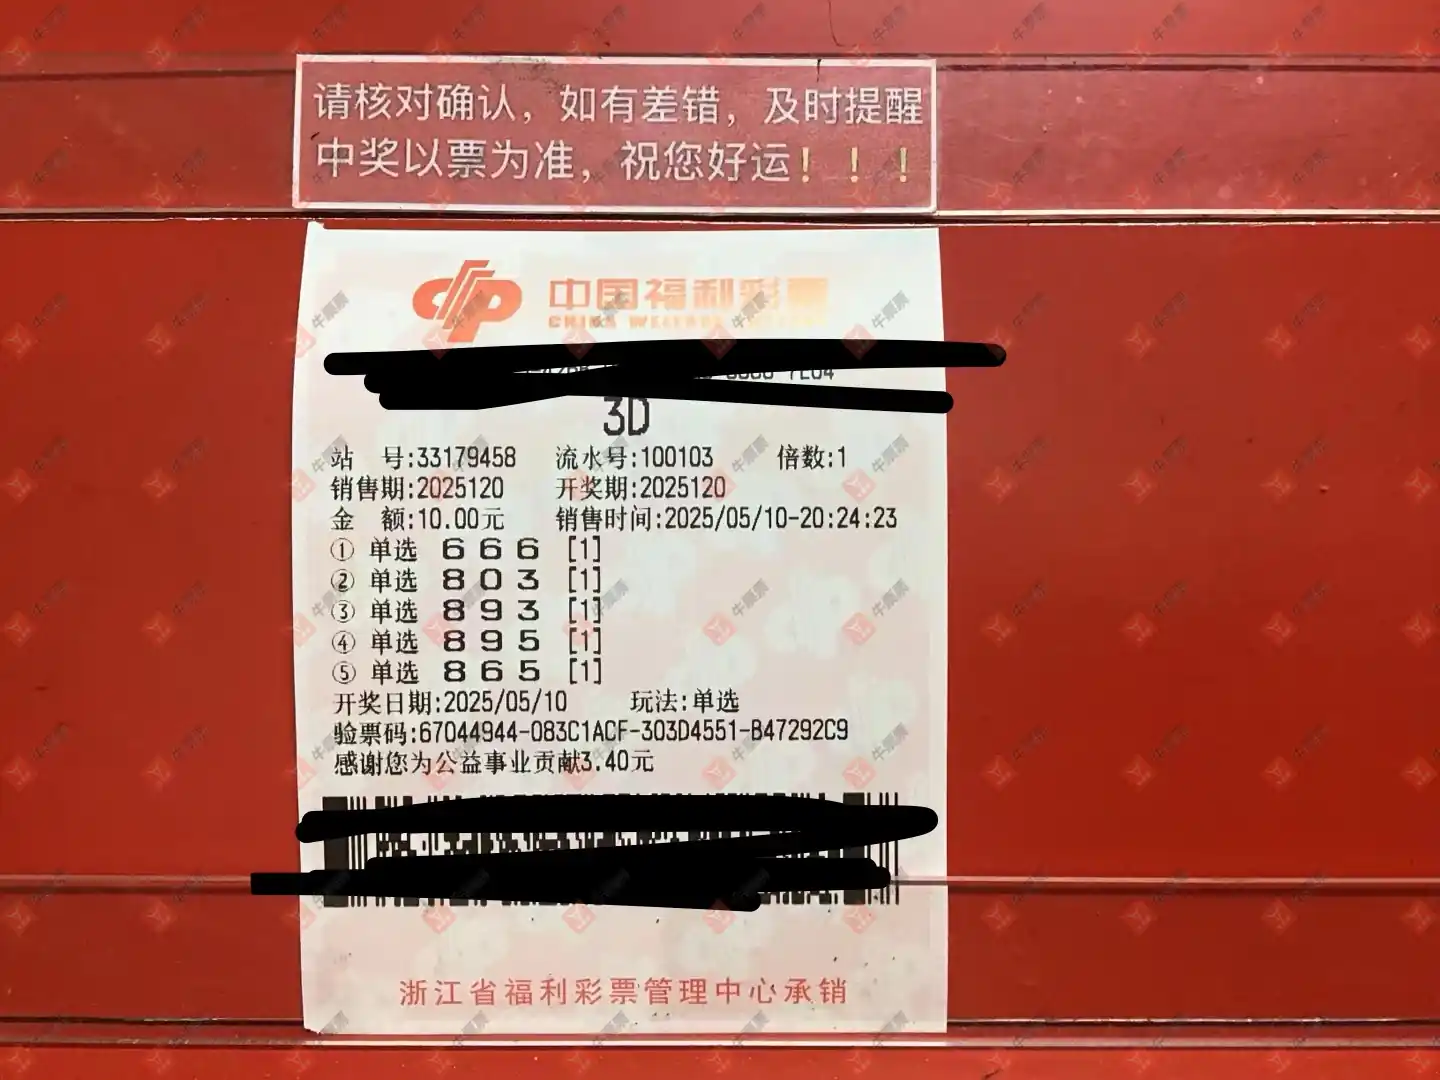 请核对确认，如有差错，及时提醒
中奖以票为准，祝您好运！！！
中国福利彩票
CHINA WELFARE LOTTERY
3D
站 号:33179458 流水号:100103 倍数:1
销售期:2025120 开奖期:2025120
金 额:10.00元 销售时间:2025/05/10-20:24:23
① 单选 6 6 6 [1]
② 单选 8 0 3 [1]
③ 单选 8 9 3 [1]
④ 单选 8 9 5 [1]
⑤ 单选 8 6 5 [1]
开奖日期:2025/05/10 玩法:单选
验票码:67044944-083C1ACF-303D4551-B47292C9
感谢您为公益事业贡献3.40元
浙江省福利彩票管理中心承销
牛票票